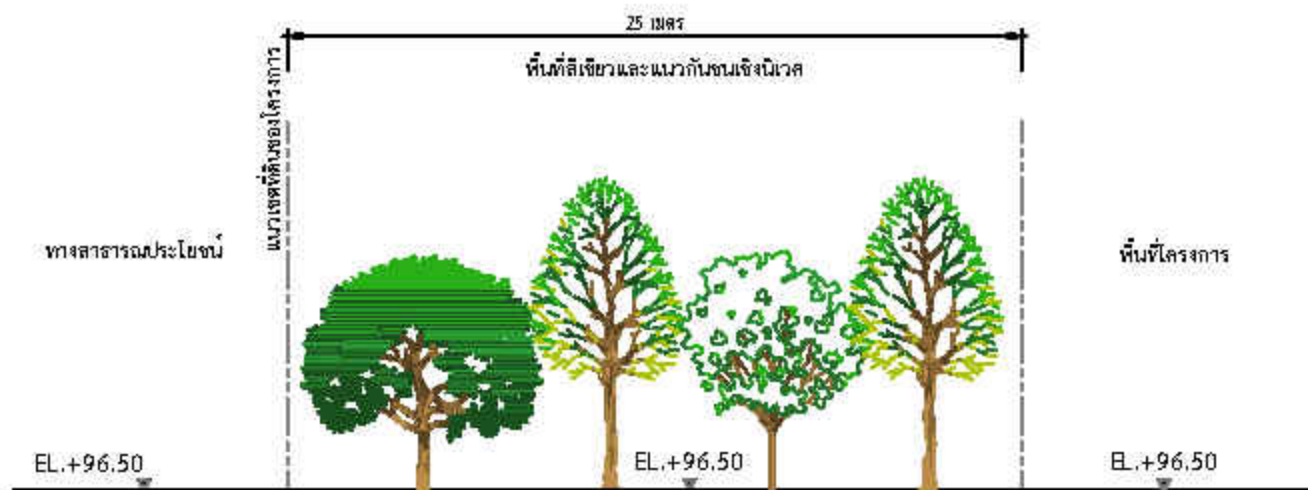 25 เมตร
พื้นที่สีเขียวและแนวกันชนเชิงนิเวศ
แนวเขตที่ดินของโครงการ
ทางสาธารณประโยชน์
พื้นที่โครงการ
EL.+96.50
EL.+96.50
EL.+96.50